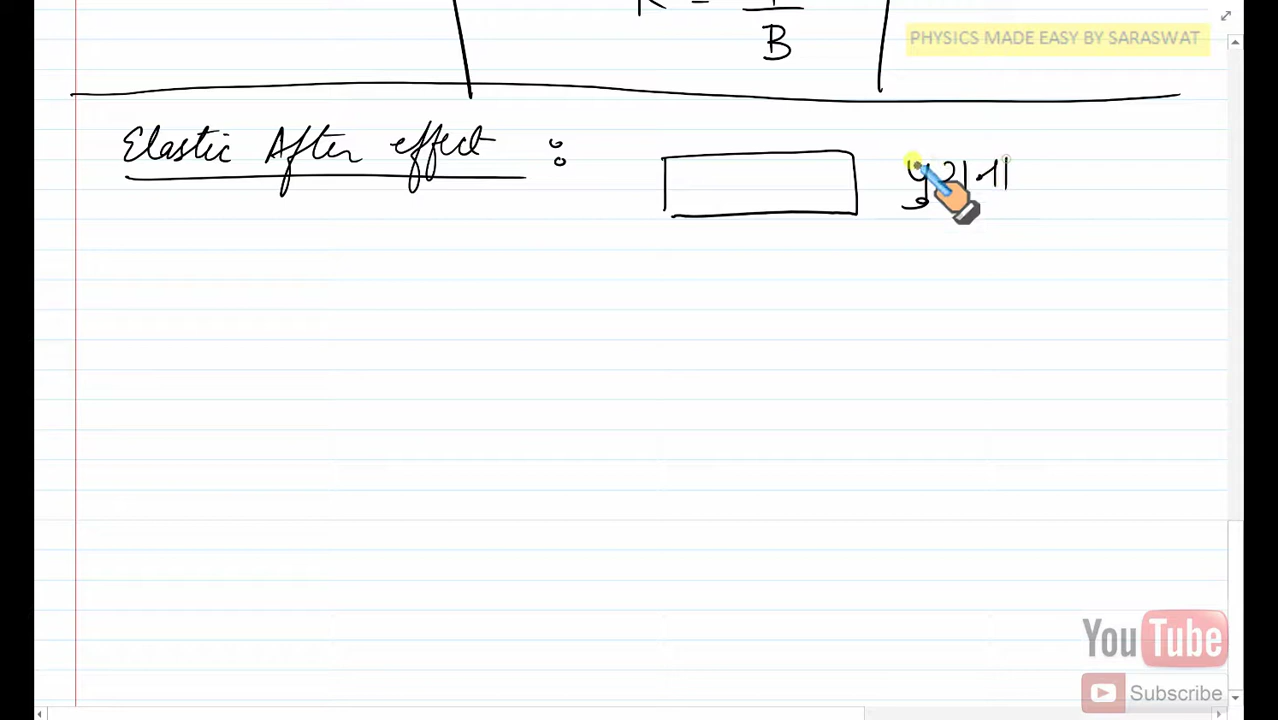 PHYSICS MADE EASY BY SARASWAT
B
Elastic After effect : पुराना
YouTube
Subscribe